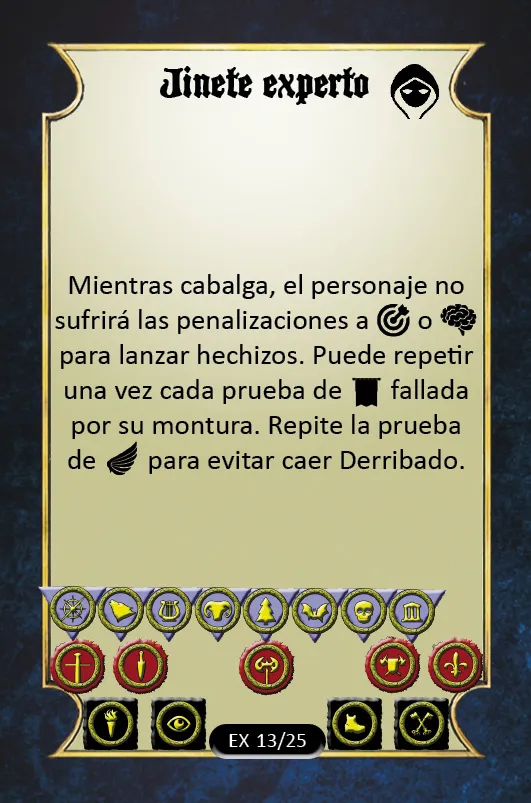 Jinete experto
Mientras cabalga, el personaje no
sufrirá las penalizaciones a o
para lanzar hechizos. Puede repetir
una vez cada prueba de fallada
por su montura. Repite la prueba
de para evitar caer Derribado.
EX 13/25